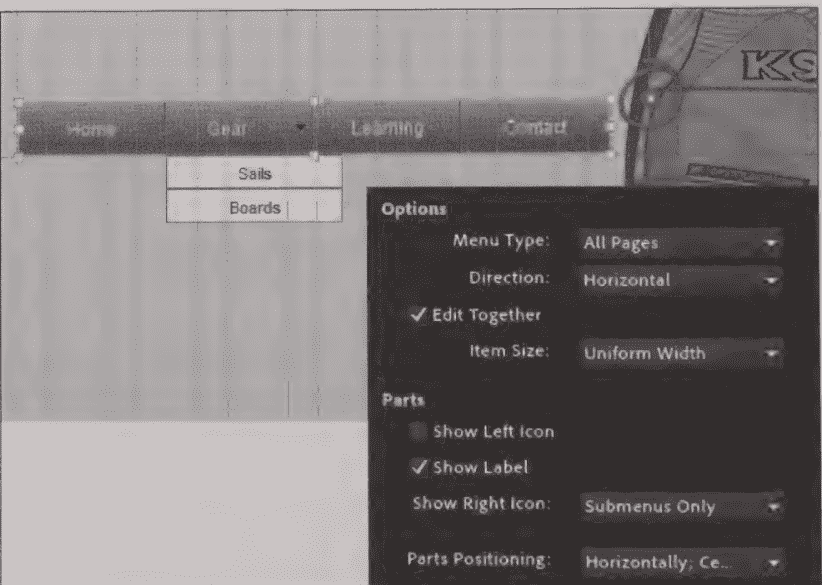 KS
Home Gear Learning Contact
Sails
Boards
Options
Menu Type: All Pages
Direction: Horizontal
Edit Together
Item Size: Uniform Width
Parts
Show Left Icon
Show Label
Show Right Icon: Submenus Only
Parts Positioning: Horizontally; Ce...